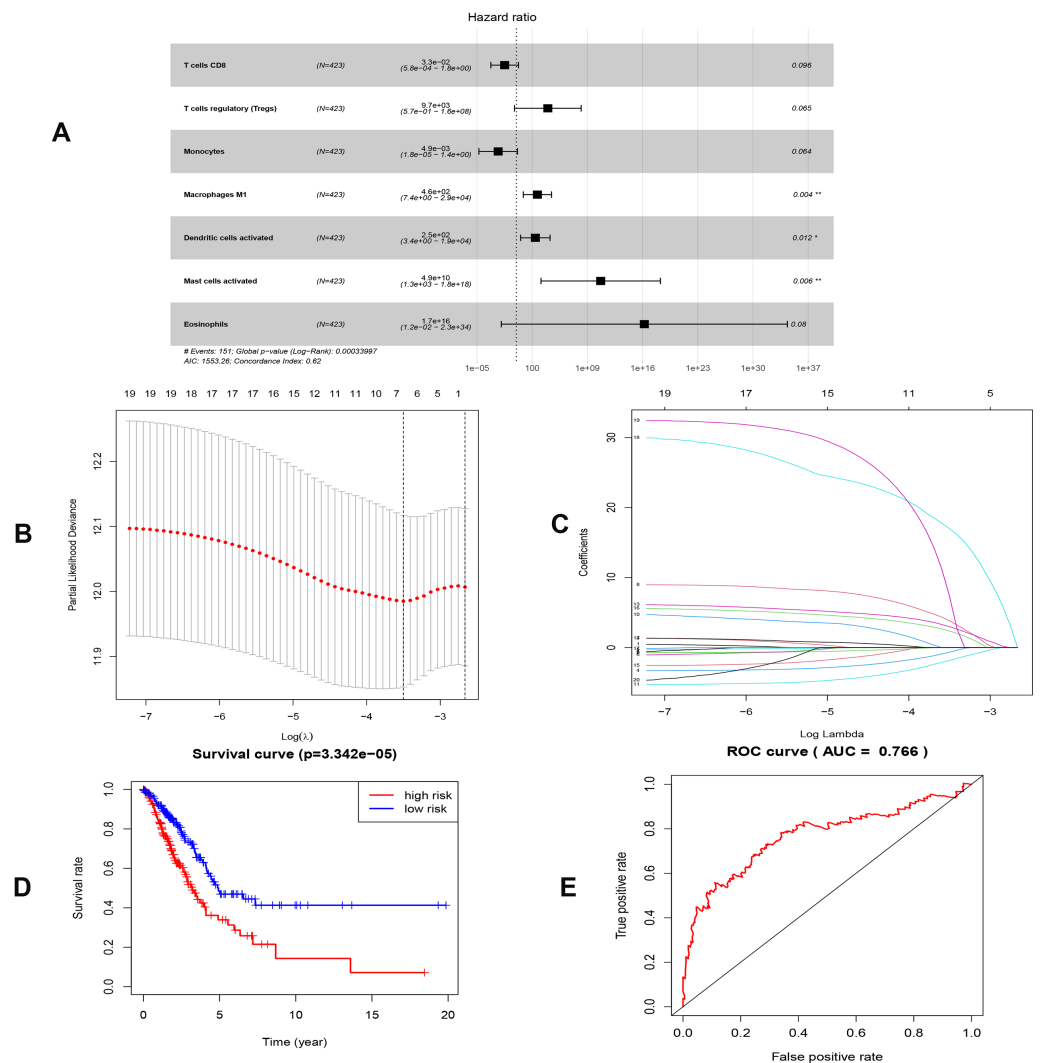 Hazard ratio
A
T cells CD8 (N=423) 3.3e−02 (5.8e−04 − 1.8e+00) 0.096
T cells regulatory (Tregs) (N=423) 9.7e+03 (5.7e−01 − 1.6e+08) 0.065
Monocytes (N=423) 4.9e−03 (1.8e−05 − 1.4e+00) 0.064
Macrophages M1 (N=423) 4.6e+02 (7.4e+00 − 2.9e+04) 0.004 **
Dendritic cells activated (N=423) 2.5e+02 (3.4e+00 − 1.9e+04) 0.012 *
Mast cells activated (N=423) 4.9e+10 (1.3e+03 − 1.8e+18) 0.006 **
Eosinophils (N=423) 1.7e+16 (1.2e−02 − 2.3e+34) 0.08
# Events: 151; Global p−value (Log−Rank): 0.00033997
AIC: 1553.26; Concordance Index: 0.62
1e−05 100 1e+09 1e+16 1e+23 1e+30 1e+37
19 19 19 18 17 17 17 16 15 12 11 11 10 7 6 5 1
B
Partial Likelihood Deviance
12.2
12.1
12.0
11.9
−7 −6 −5 −4 −3
Log(λ)
19 17 15 11 5
C
Coefficients
30
20
10
0
19
18
8
13
10
15
4
20
11
−7 −6 −5 −4 −3
Log Lambda
Survival curve (p=3.342e−05)
D
Survival rate
1.0
0.8
0.6
0.4
0.2
0.0
high risk
low risk
0 5 10 15 20
Time (year)
ROC curve ( AUC = 0.766 )
E
True positive rate
1.0
0.8
0.6
0.4
0.2
0.0
0.0 0.2 0.4 0.6 0.8 1.0
False positive rate